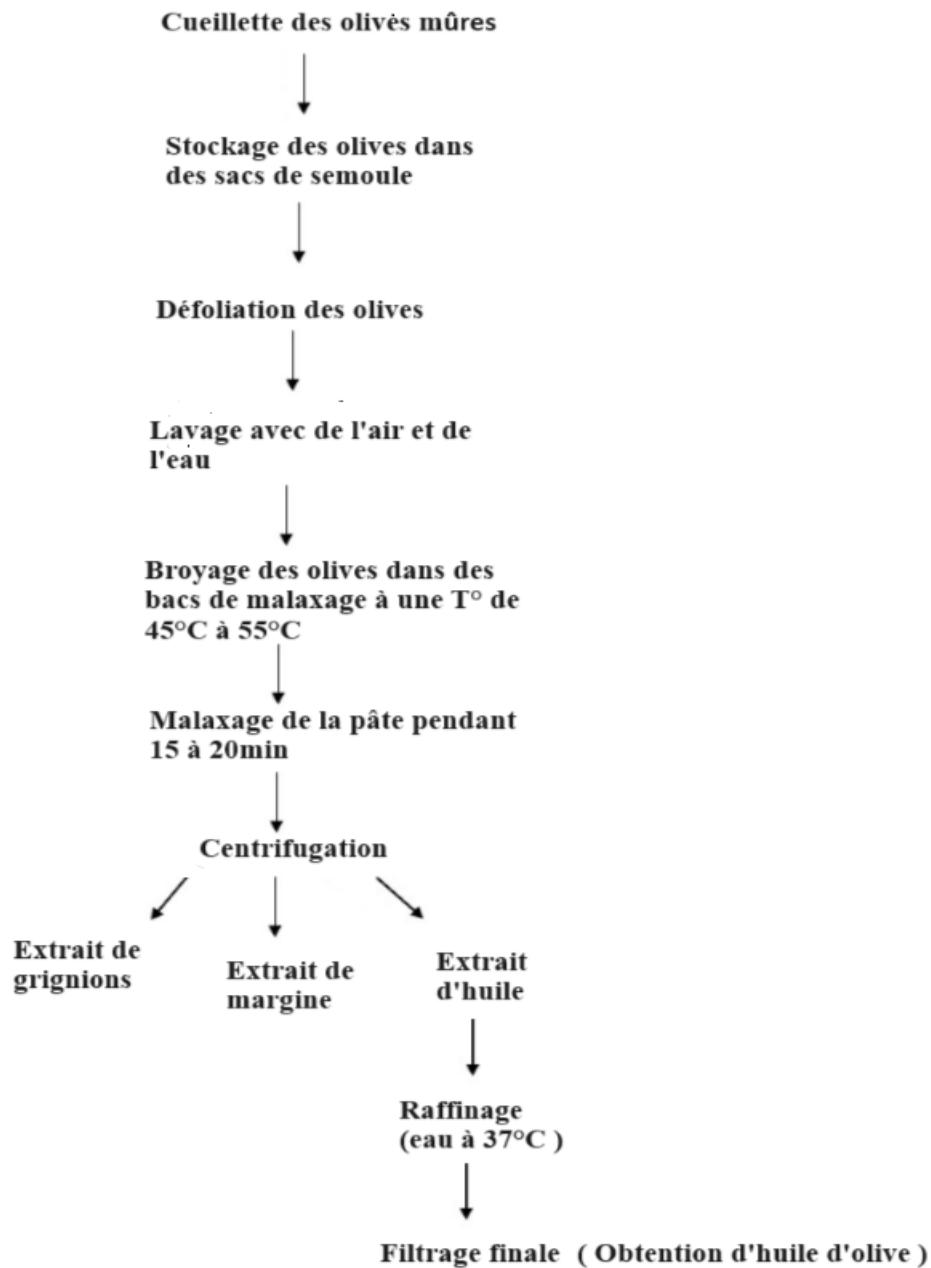 Cueillette des olives mûres
Stockage des olives dans
des sacs de semoule
Défoliation des olives
Lavage avec de l'air et de
l'eau
Broyage des olives dans des
bacs de malaxage à une T° de
45°C à 55°C
Malaxage de la pâte pendant
15 à 20min
Centrifugation
Extrait de
grignions
Extrait de
margine
Extrait
d'huile
Raffinage
(eau à 37°C )
Filtrage finale ( Obtention d'huile d'olive )